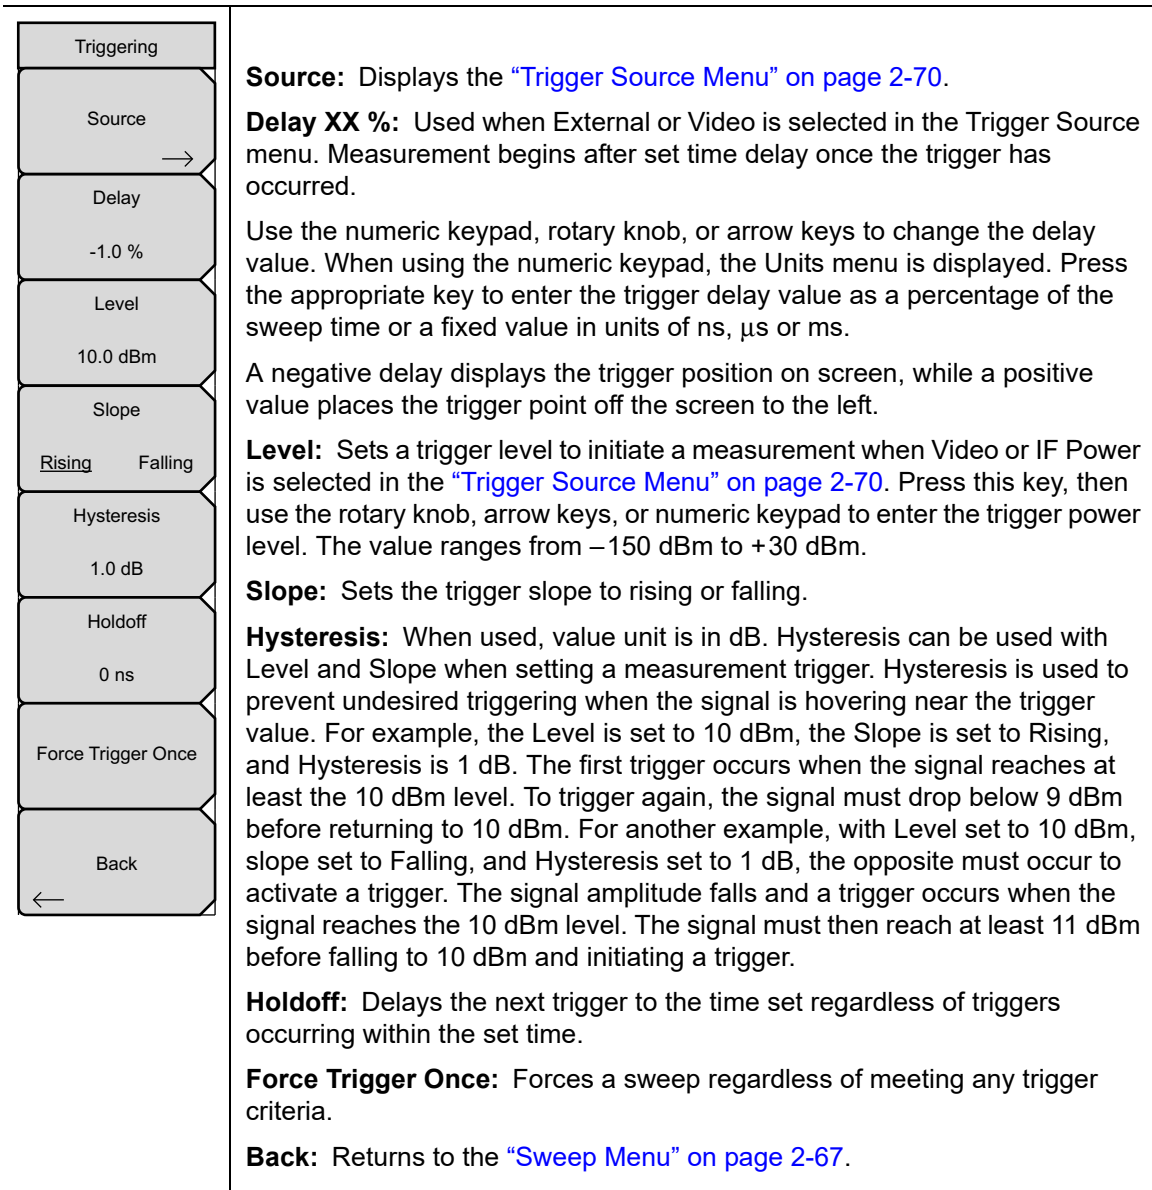 Triggering
Source
Delay
-1.0 %
Level
10.0 dBm
Slope
Rising Falling
Hysteresis
1.0 dB
Holdoff
0 ns
Force Trigger Once
Back
Source: Displays the “Trigger Source Menu” on page 2-70.
Delay XX %: Used when External or Video is selected in the Trigger Source
menu. Measurement begins after set time delay once the trigger has
occurred.
Use the numeric keypad, rotary knob, or arrow keys to change the delay
value. When using the numeric keypad, the Units menu is displayed. Press
the appropriate key to enter the trigger delay value as a percentage of the
sweep time or a fixed value in units of ns, μs or ms.
A negative delay displays the trigger position on screen, while a positive
value places the trigger point off the screen to the left.
Level: Sets a trigger level to initiate a measurement when Video or IF Power
is selected in the “Trigger Source Menu” on page 2-70. Press this key, then
use the rotary knob, arrow keys, or numeric keypad to enter the trigger power
level. The value ranges from –150 dBm to +30 dBm.
Slope: Sets the trigger slope to rising or falling.
Hysteresis: When used, value unit is in dB. Hysteresis can be used with
Level and Slope when setting a measurement trigger. Hysteresis is used to
prevent undesired triggering when the signal is hovering near the trigger
value. For example, the Level is set to 10 dBm, the Slope is set to Rising,
and Hysteresis is 1 dB. The first trigger occurs when the signal reaches at
least the 10 dBm level. To trigger again, the signal must drop below 9 dBm
before returning to 10 dBm. For another example, with Level set to 10 dBm,
slope set to Falling, and Hysteresis set to 1 dB, the opposite must occur to
activate a trigger. The signal amplitude falls and a trigger occurs when the
signal reaches the 10 dBm level. The signal must then reach at least 11 dBm
before falling to 10 dBm and initiating a trigger.
Holdoff: Delays the next trigger to the time set regardless of triggers
occurring within the set time.
Force Trigger Once: Forces a sweep regardless of meeting any trigger
criteria.
Back: Returns to the “Sweep Menu” on page 2-67.